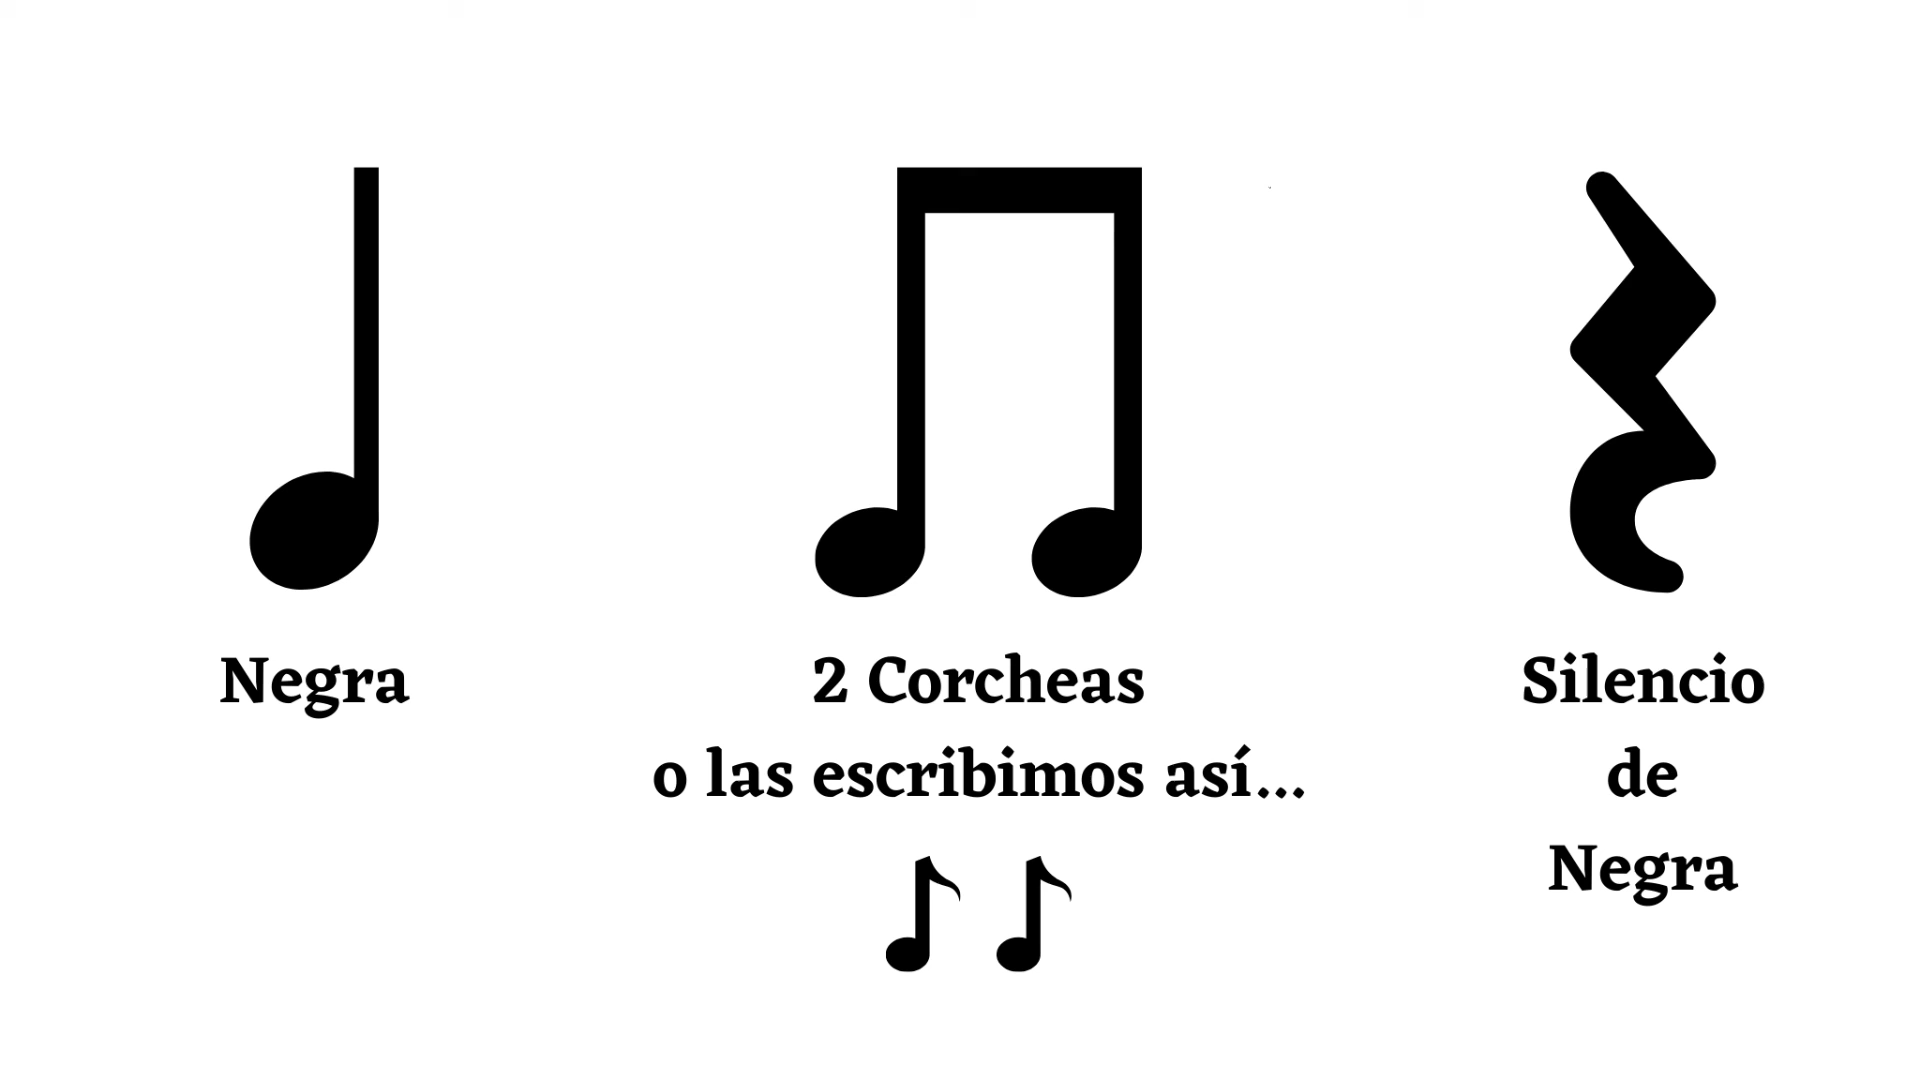 Negra
2 Corcheas
o las escribimos así...
Silencio
de
Negra